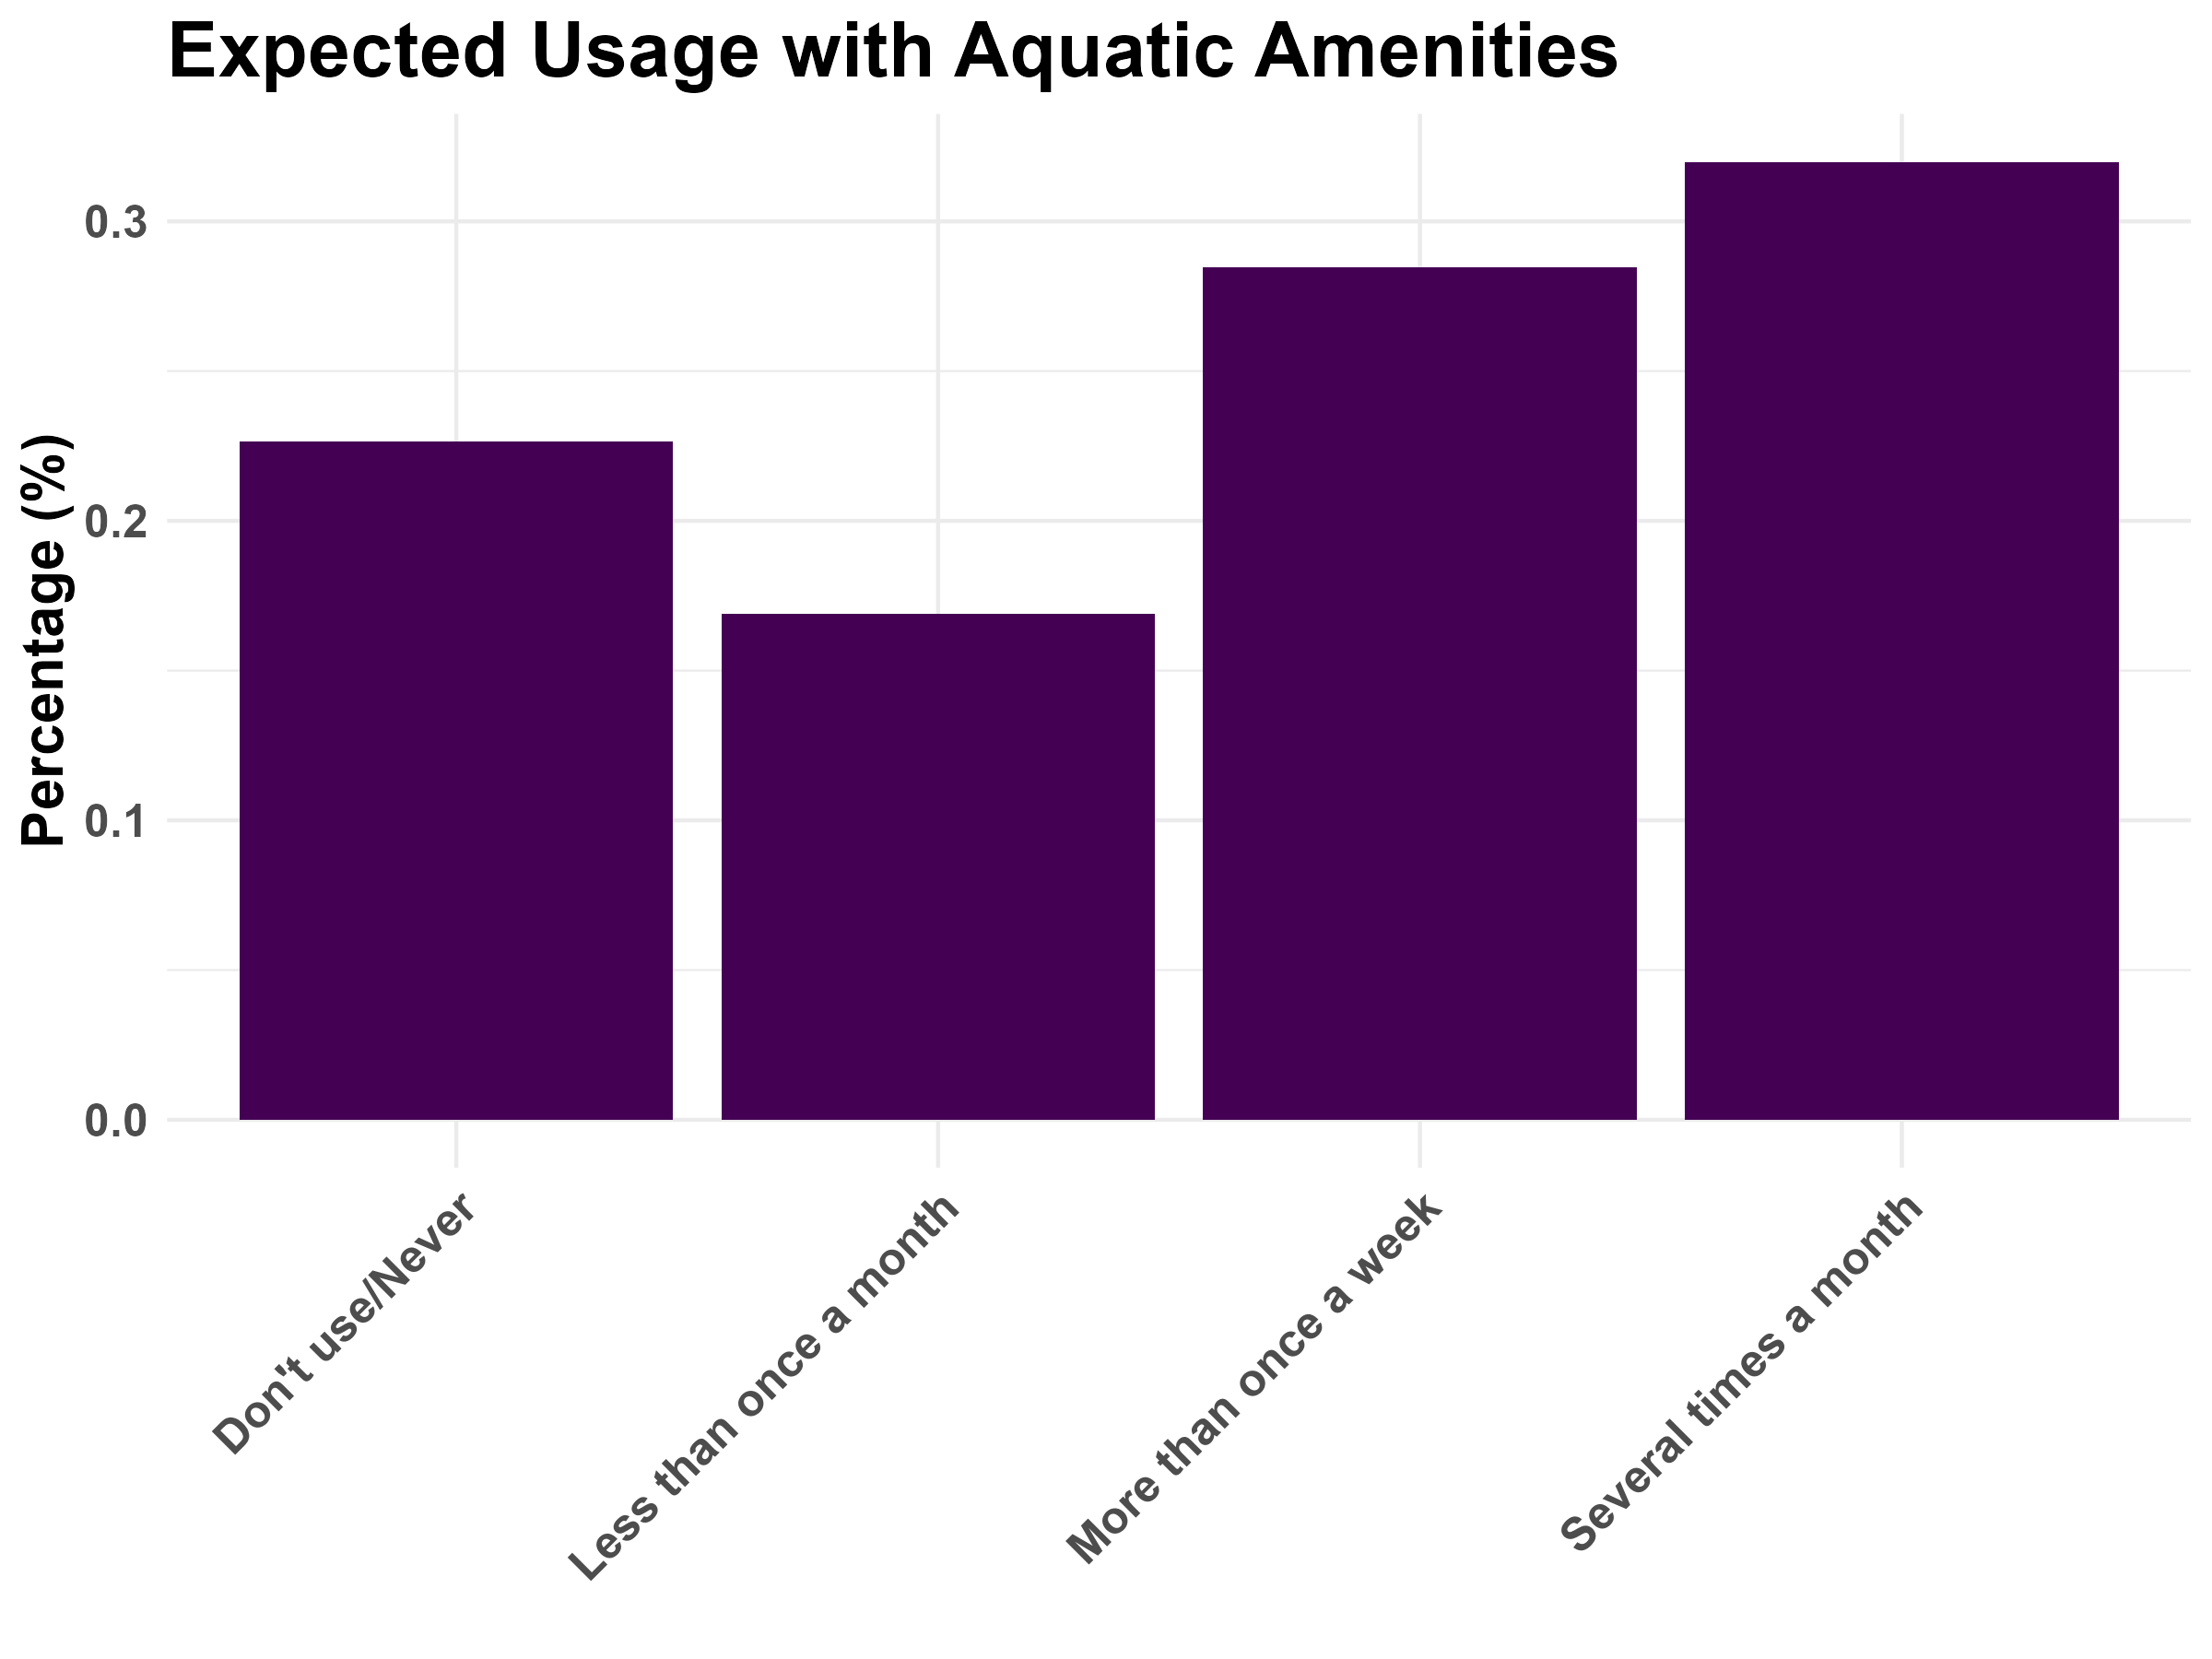 Expected Usage with Aquatic Amenities
Percentage (%)
0.3
0.2
0.1
0.0
Don't use/Never
Less than once a month
More than once a week
Several times a month